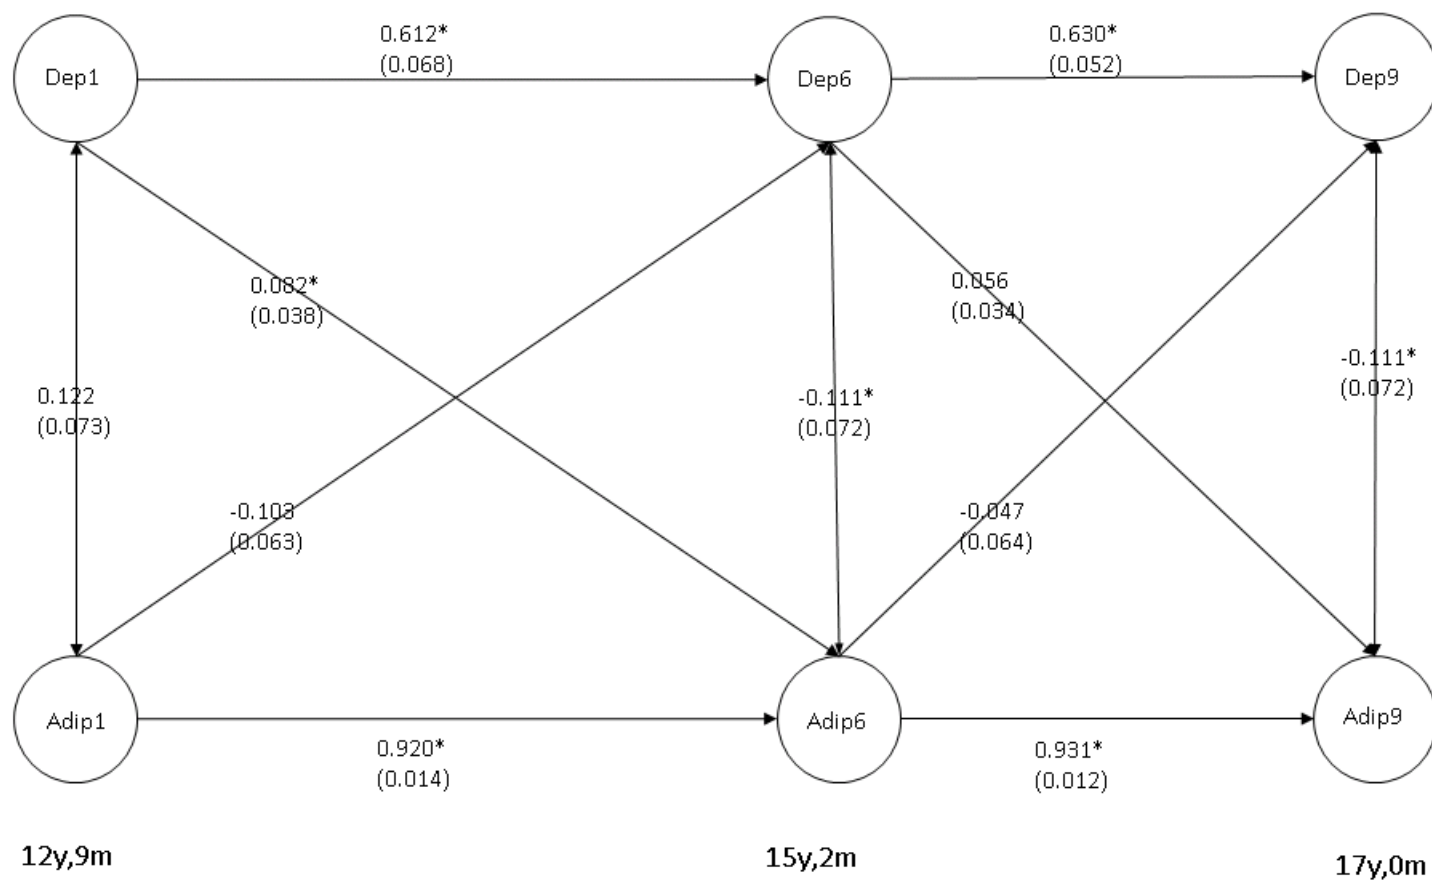 0.612*
(0.068)
0.630*
(0.052)
Dep1
Dep6
Dep9
0.082*
(0.038)
0.056
(0.034)
0.122
(0.073)
-0.111*
(0.072)
-0.111*
(0.072)
-0.103
(0.063)
-0.047
(0.064)
Adip1
Adip6
Adip9
0.920*
(0.014)
0.931*
(0.012)
12y,9m
15y,2m
17y,0m